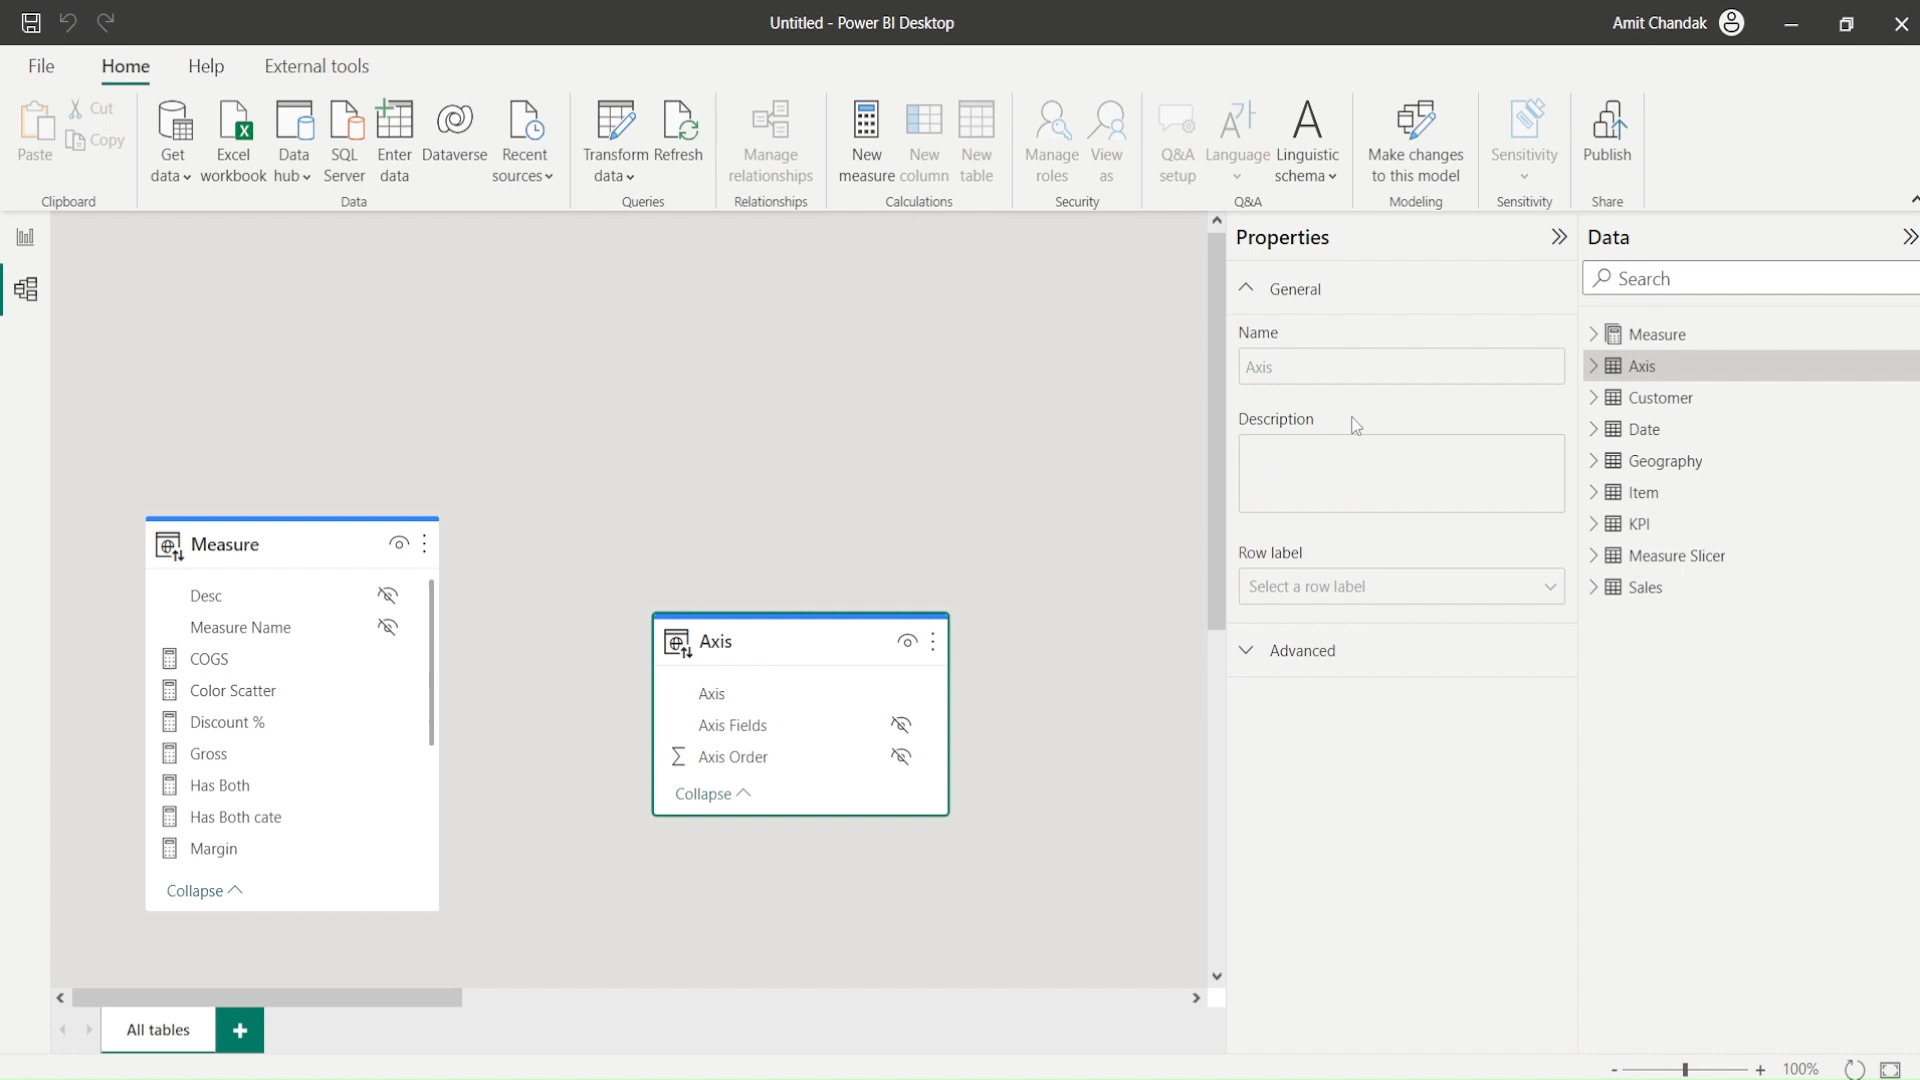 Untitled - Power BI Desktop
Amit Chandak
File
Home
Help
External tools
Paste
Cut
Copy
Clipboard
Get
data
Excel
workbook
Data
hub
SQL
Server
Enter
data
Dataverse
Recent
sources
Data
Transform
data
Refresh
Queries
Manage
relationships
Relationships
New
measure
New
column
New
table
Calculations
Manage
roles
View
as
Security
Q&A
setup
Language
Linguistic
schema
Q&A
Make changes
to this model
Modeling
Sensitivity
Sensitivity
Publish
Share
Measure
Desc
Measure Name
COGS
Color Scatter
Discount %
Gross
Has Both
Has Both cate
Margin
Collapse
Axis
Axis
Axis Fields
Axis Order
Collapse
Properties
General
Name
Axis
Description
Row label
Select a row label
Advanced
Data
Search
Measure
Axis
Customer
Date
Geography
Item
KPI
Measure Slicer
Sales
All tables
+
- + 100%